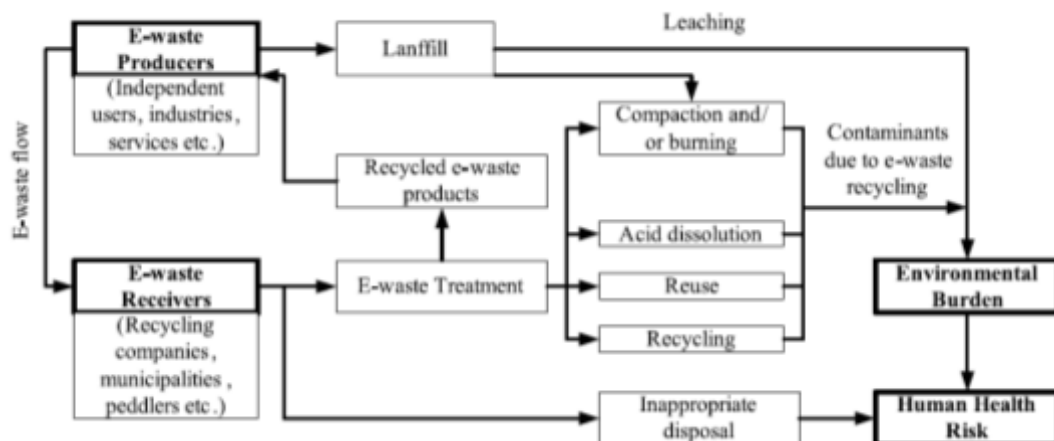 E-waste
Producers
(Independent
users, industries,
services etc.)
Lanffill
Leaching
Compaction and/
or burning
Contaminants
due to e-waste
recycling
Recycled e-waste
products
E-waste flow
Acid dissolution
E-waste
Receivers
(Recycling
companies,
municipalities,
peddlers etc.)
E-waste Treatment
Reuse
Recycling
Environmental
Burden
Inappropriate
disposal
Human Health
Risk